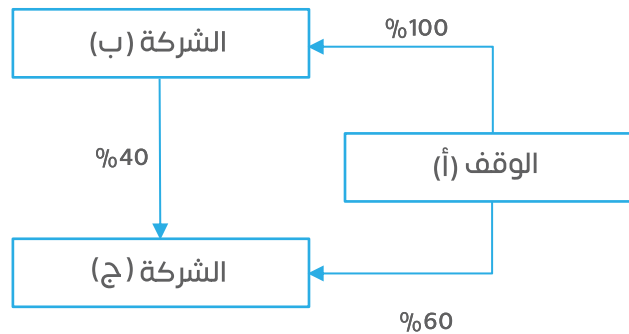 %100
الشركة (ب)
الوقف (أ)
%40
الشركة (ج)
%60